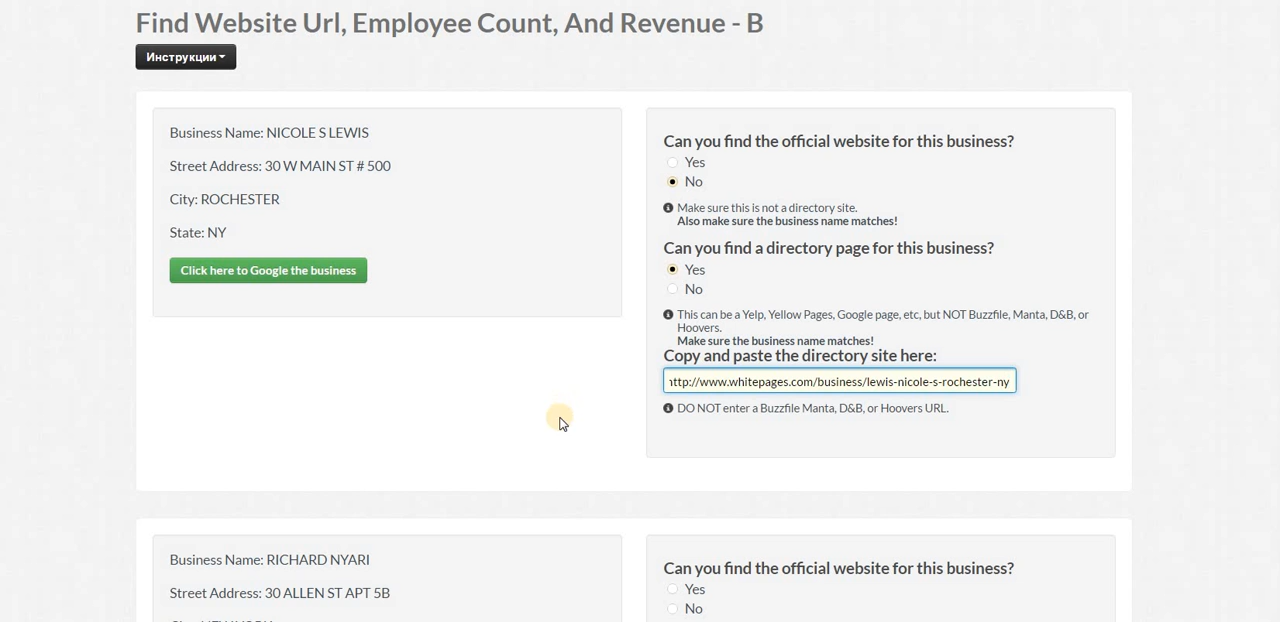 Find Website Url, Employee Count, And Revenue - B
Инструкции
Business Name: NICOLE S LEWIS
Street Address: 30 W MAIN ST # 500
City: ROCHESTER
State: NY
Click here to Google the business
Can you find the official website for this business?
Yes
No
Make sure this is not a directory site.
Also make sure the business name matches!
Can you find a directory page for this business?
Yes
No
This can be a Yelp, Yellow Pages, Google page, etc, but NOT Buzzfile, Manta, D&B, or
Hoovers.
Make sure the business name matches!
Copy and paste the directory site here:
ttp://www.whitepages.com/business/lewis-nicole-s-rochester-ny
DO NOT enter a Buzzfile Manta, D&B, or Hoovers URL.
Business Name: RICHARD NYARI
Street Address: 30 ALLEN ST APT 5B
Can you find the official website for this business?
Yes
No